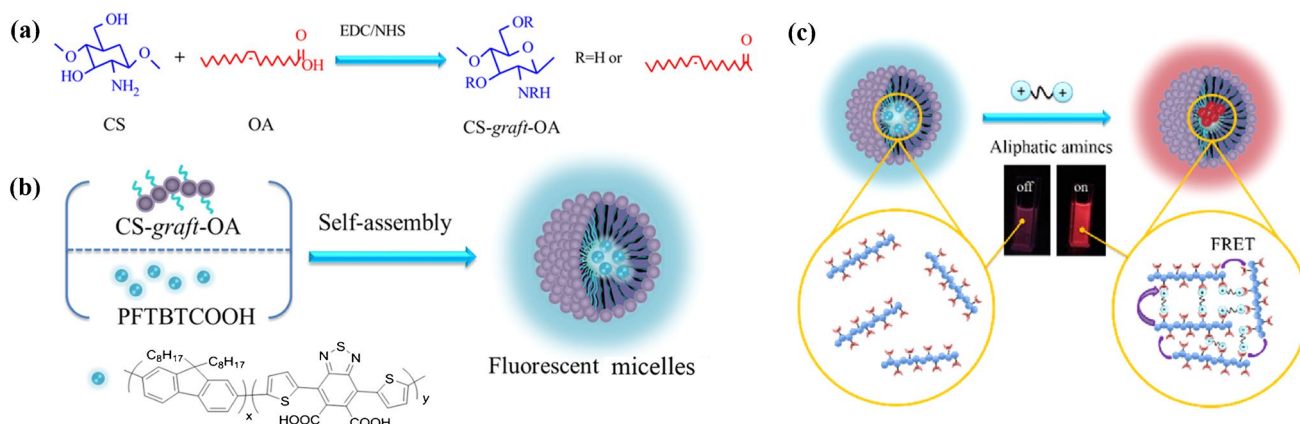 (a)
OH
O
O
HO
NH₂
CS
+
O
OH
OA
EDC/NHS
OR
O
O
RO
NRH
CS-graft-OA
R=H or
O
(b)
CS-graft-OA
PFTBTCOOH
Self-assembly
Fluorescent micelles
C₈H₁₇
C₈H₁₇
x
S
N
S
N
HOOC
COOH
S
y
(c)
+
+
Aliphatic amines
off
on
FRET